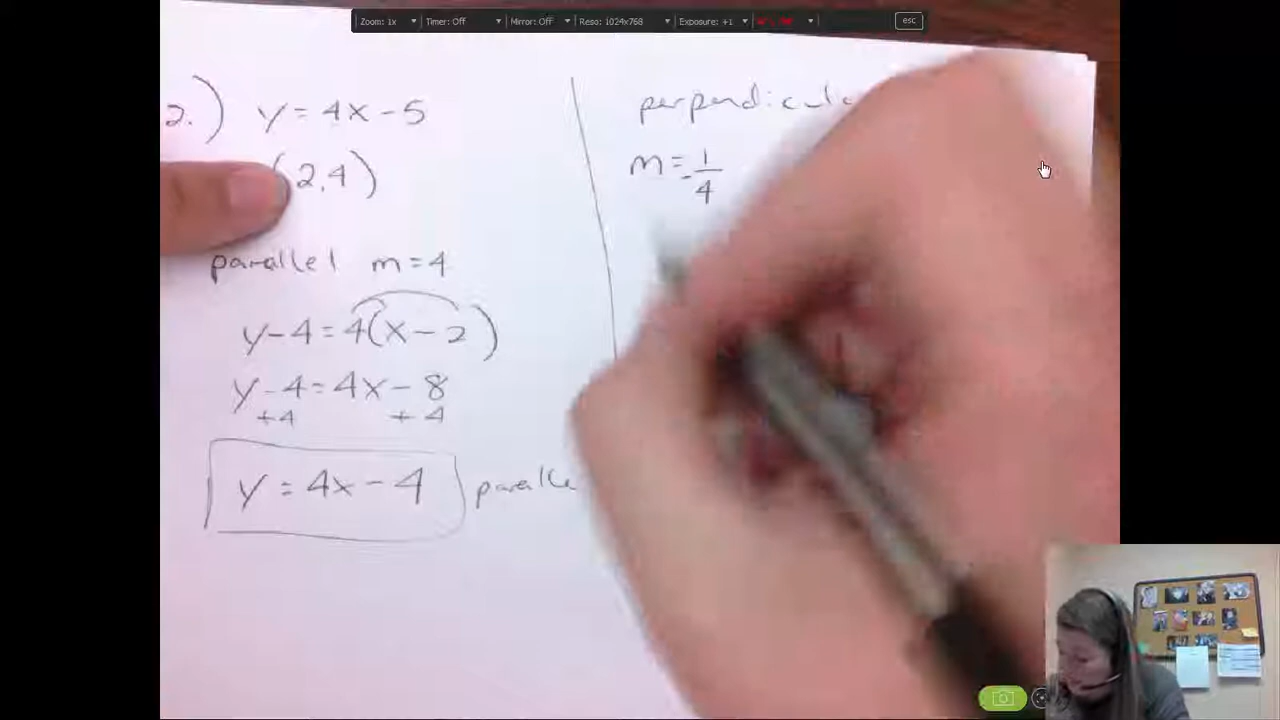 Zoom: 1x Timer: Off Mirror: Off Reso: 1024x768 Exposure: +1 esc
2.) y = 4x - 5
(2,4)
parallel m = 4
y - 4 = 4(x - 2)
y - 4 = 4x - 8
+4 +4
y = 4x - 4
m = -1/4